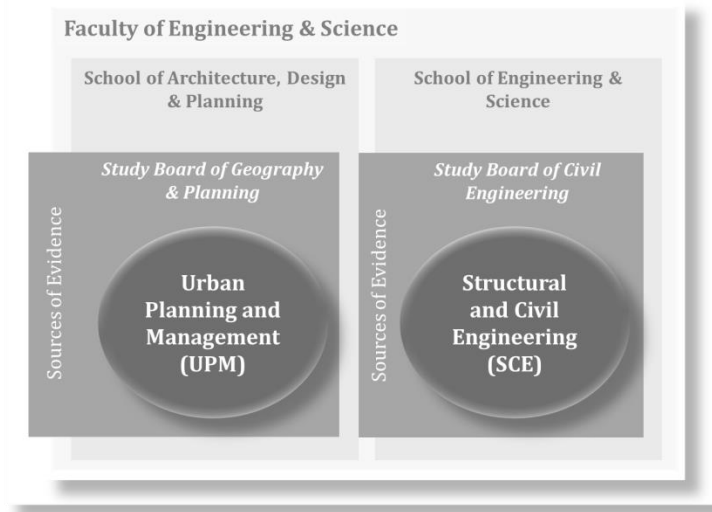 Faculty of Engineering & Science
School of Architecture, Design
& Planning
School of Engineering &
Science
Study Board of Geography
& Planning
Sources of Evidence
Urban
Planning and
Management
(UPM)
Study Board of Civil
Engineering
Sources of Evidence
Structural
and Civil
Engineering
(SCE)